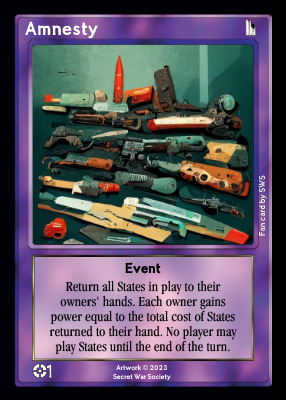 Amnesty
Fan card by SWS
Event
Return all States in play to their
owners' hands. Each owner gains
power equal to the total cost of States
returned to their hand. No player may
play States until the end of the turn.
1
Artwork © 2023
Secret War Society